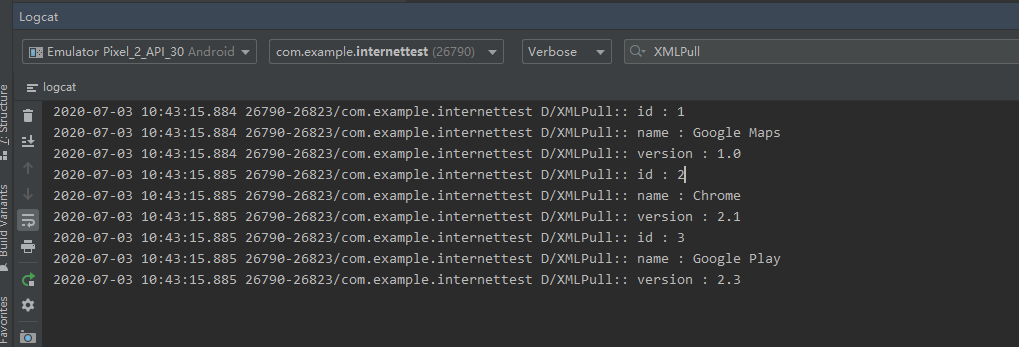 Logcat
Emulator Pixel_2_API_30 Android
com.example.internettest (26790)
Verbose
XMLPull
logcat
2020-07-03 10:43:15.884 26790-26823/com.example.internettest D/XMLPull:: id : 1
2020-07-03 10:43:15.884 26790-26823/com.example.internettest D/XMLPull:: name : Google Maps
2020-07-03 10:43:15.884 26790-26823/com.example.internettest D/XMLPull:: version : 1.0
2020-07-03 10:43:15.885 26790-26823/com.example.internettest D/XMLPull:: id : 2
2020-07-03 10:43:15.885 26790-26823/com.example.internettest D/XMLPull:: name : Chrome
2020-07-03 10:43:15.885 26790-26823/com.example.internettest D/XMLPull:: version : 2.1
2020-07-03 10:43:15.885 26790-26823/com.example.internettest D/XMLPull:: id : 3
2020-07-03 10:43:15.885 26790-26823/com.example.internettest D/XMLPull:: name : Google Play
2020-07-03 10:43:15.885 26790-26823/com.example.internettest D/XMLPull:: version : 2.3
Z: Structure
Build Variants
Favorites